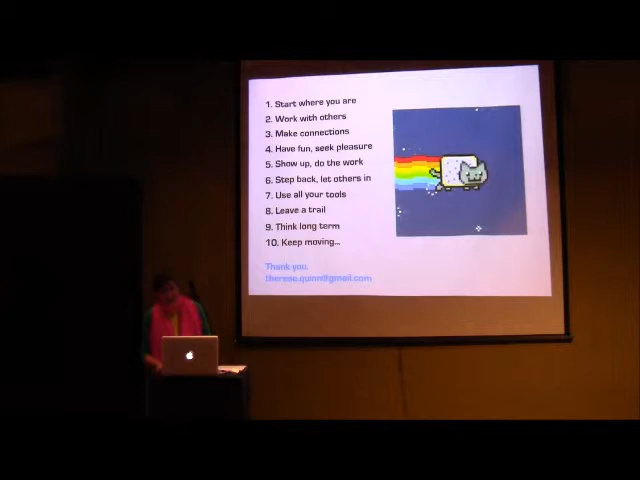 1. Start where you are
2. Work with others
3. Make connections
4. Have fun, seek pleasure
5. Show up, do the work
6. Step back, let others in
7. Use all your tools
8. Leave a trail
9. Think long term
10. Keep moving...
Thank you.
therese.quinn@gmail.com